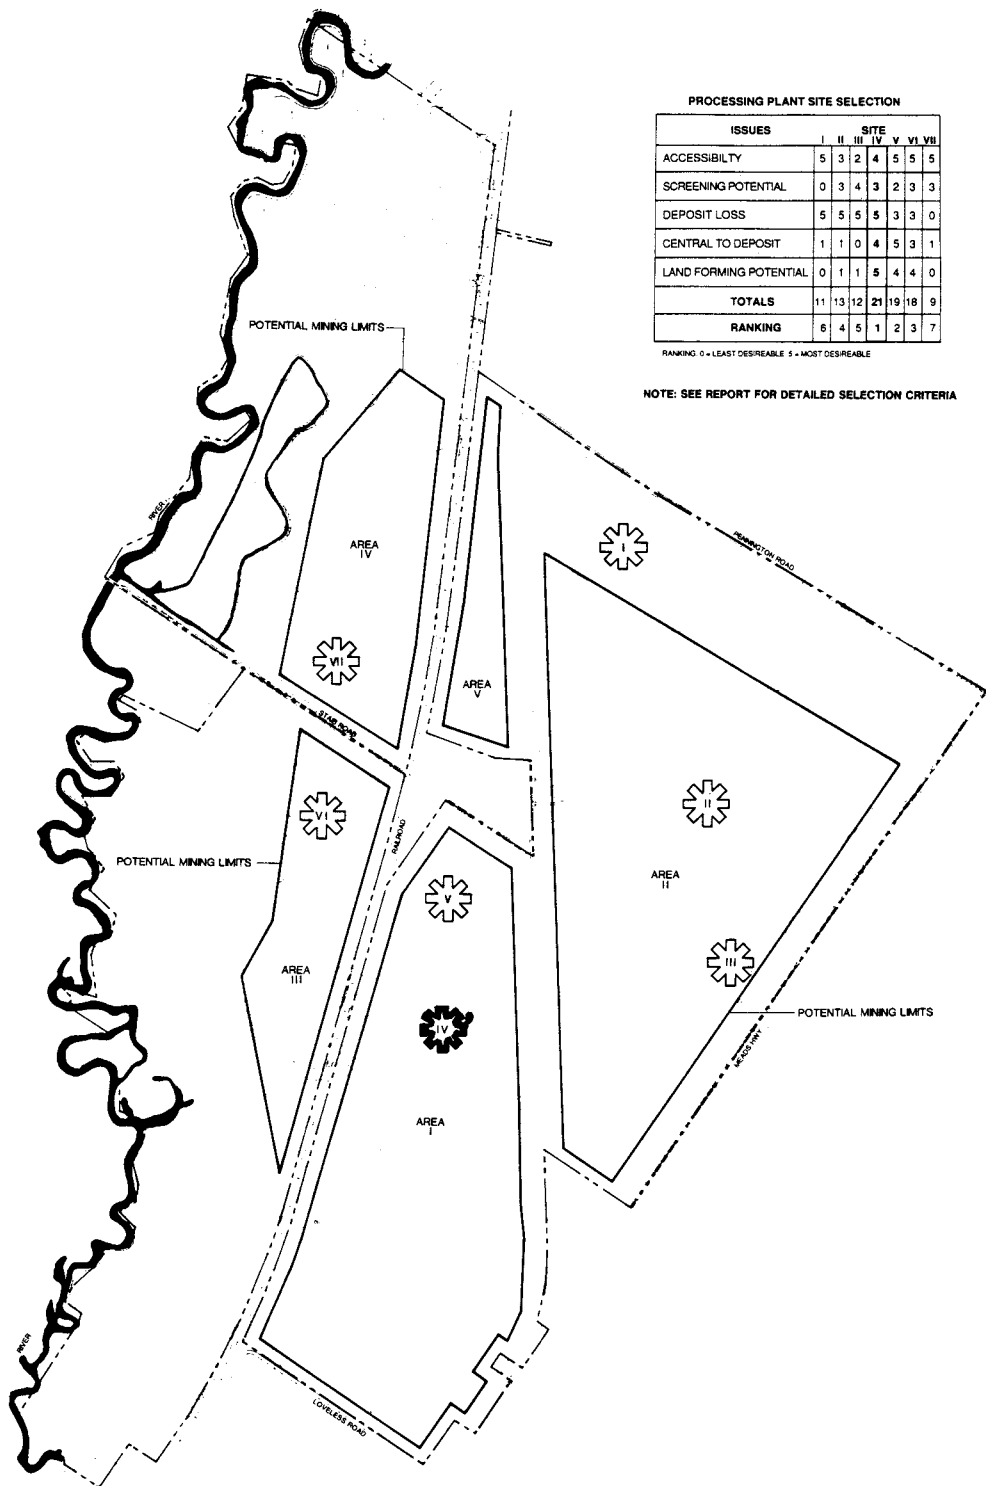 PROCESSING PLANT SITE SELECTION
ISSUES SITE
I II III IV V VI VII
ACCESSIBILTY 5 3 2 4 5 5 5
SCREENING POTENTIAL 0 3 4 3 2 3 3
DEPOSIT LOSS 5 5 5 5 3 3 0
CENTRAL TO DEPOSIT 1 1 0 4 5 3 1
LAND FORMING POTENTIAL 0 1 1 5 4 4 0
TOTALS 11 13 12 21 19 18 9
RANKING 6 4 5 1 2 3 7
RANKING: 0 = LEAST DESIREABLE 5 = MOST DESIREABLE
NOTE: SEE REPORT FOR DETAILED SELECTION CRITERIA
POTENTIAL MINING LIMITS
RIVER
AREA
IV
I
PENNINGTON ROAD
VII
AREA
V
STAIB ROAD
VI
II
RAILROAD
POTENTIAL MINING LIMITS
AREA
II
V
III
AREA
III
POTENTIAL MINING LIMITS
IV
MEADS HWY
AREA
I
RIVER
LOVELESS ROAD